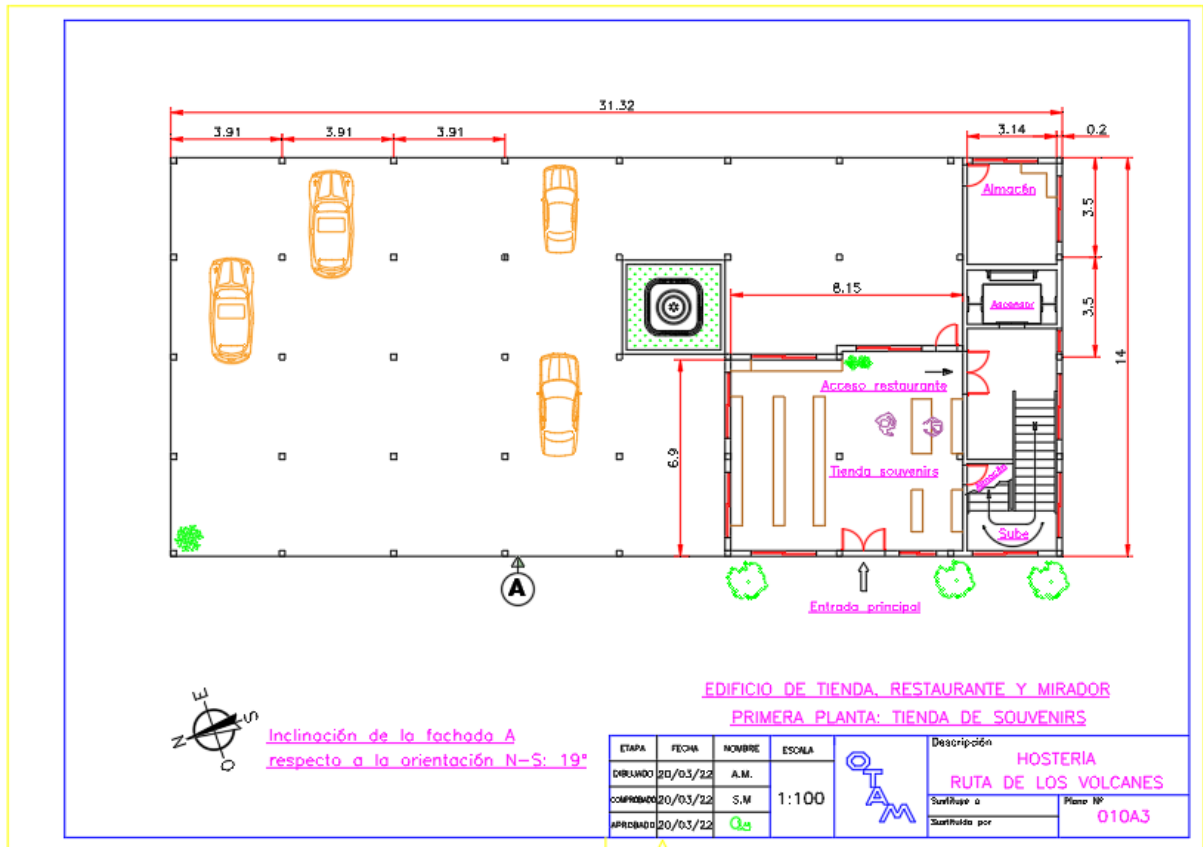 31.32
3.91
3.91
3.91
3.14
0.2
Almacén
3.5
8.15
Ascensor
3.5
14
Acceso restaurante
6.9
Tienda souvenirs
Almacén
Sube
A
Entrada principal
E
S
N
O
Inclinación de la fachada A
respecto a la orientación N-S: 19°
EDIFICIO DE TIENDA, RESTAURANTE Y MIRADOR
PRIMERA PLANTA: TIENDA DE SOUVENIRS
ETAPA FECHA NOMBRE ESCALA
DIBUJADO 20/03/22 A.M.
COMPROBADO 20/03/22 S.M
APROBADO 20/03/22
1:100
OTAM
Descripción
HOSTERÍA
RUTA DE LOS VOLCANES
Sustituye a
Sustituido por
Plano Nº
010A3